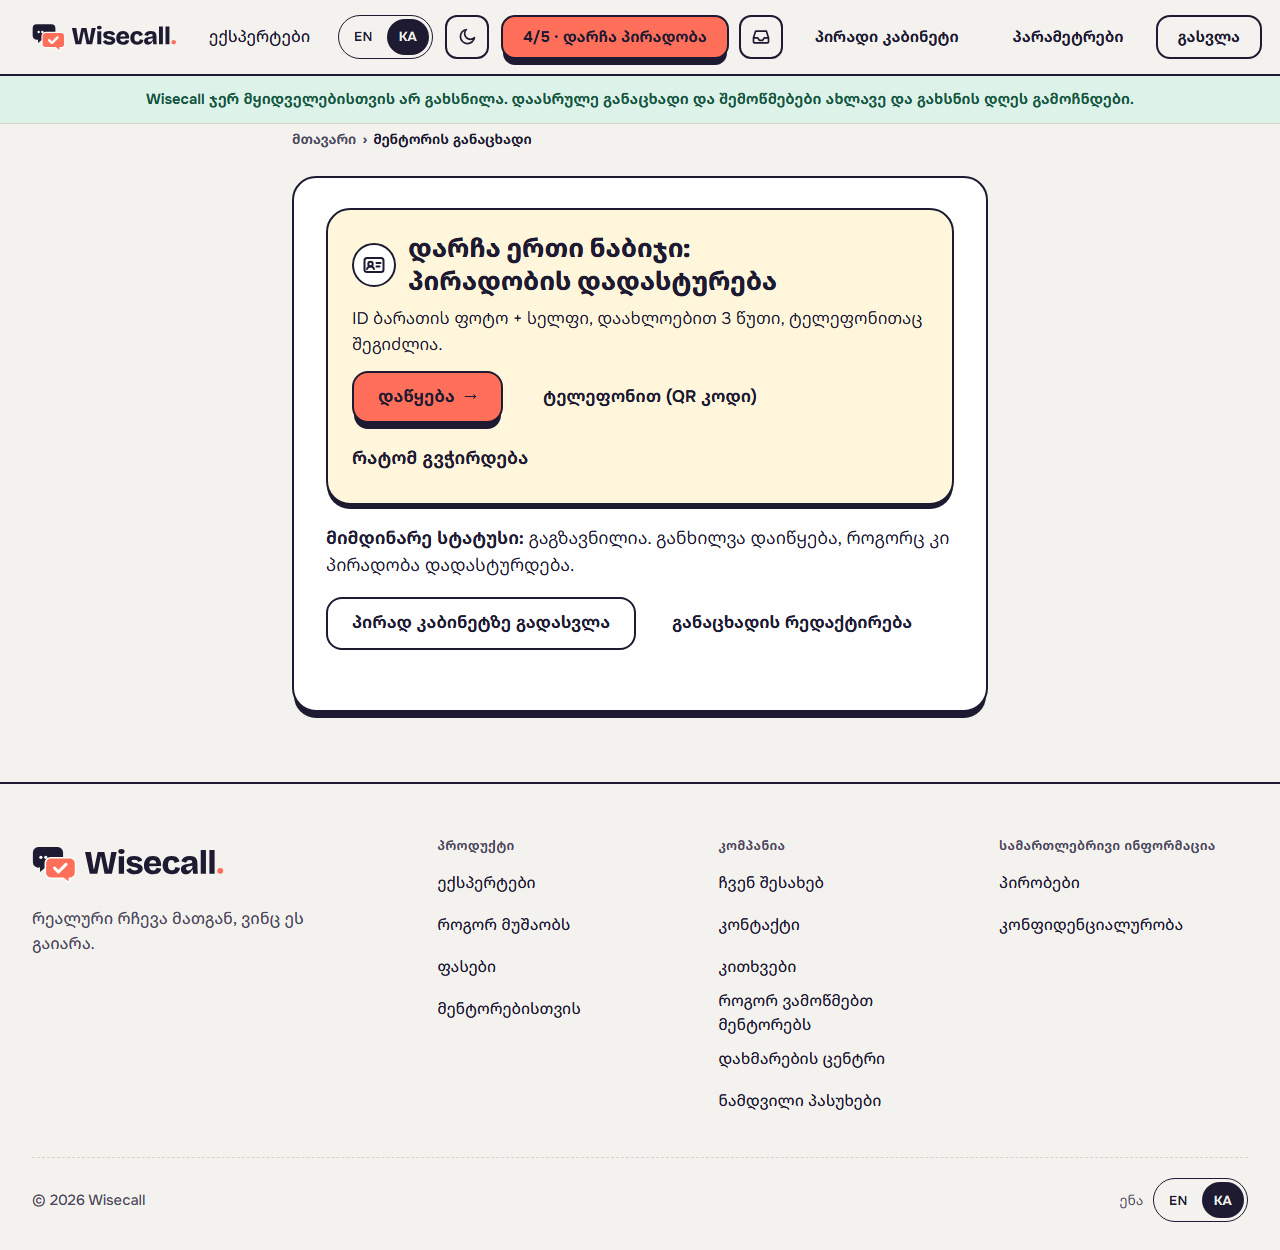 Wisecall.
ექსპერტები
EN
KA
4/5 · დარჩა პირადობა
პირადი კაბინეტი
პარამეტრები
გასვლა
Wisecall ჯერ მყიდველებისთვის არ გახსნილა. დაასრულე განაცხადი და შემოწმებები ახლავე და გახსნის დღეს გამოჩნდები.
მთავარი › მენტორის განაცხადი
დარჩა ერთი ნაბიჯი:
პირადობის დადასტურება
ID ბარათის ფოტო + სელფი, დაახლოებით 3 წუთი, ტელეფონითაც
შეგიძლია.
დაწყება →
ტელეფონით (QR კოდი)
რატომ გვჭირდება
მიმდინარე სტატუსი: გაგზავნილია. განხილვა დაიწყება, როგორც კი
პირადობა დადასტურდება.
პირად კაბინეტზე გადასვლა
განაცხადის რედაქტირება
Wisecall.
რეალური რჩევა მათგან, ვინც ეს
გაიარა.
პროდუქტი
ექსპერტები
როგორ მუშაობს
ფასები
მენტორებისთვის
კომპანია
ჩვენ შესახებ
კონტაქტი
კითხვები
როგორ ვამოწმებთ
მენტორებს
დახმარების ცენტრი
ნამდვილი პასუხები
სამართლებრივი ინფორმაცია
პირობები
კონფიდენციალურობა
© 2026 Wisecall
ენა
EN
KA